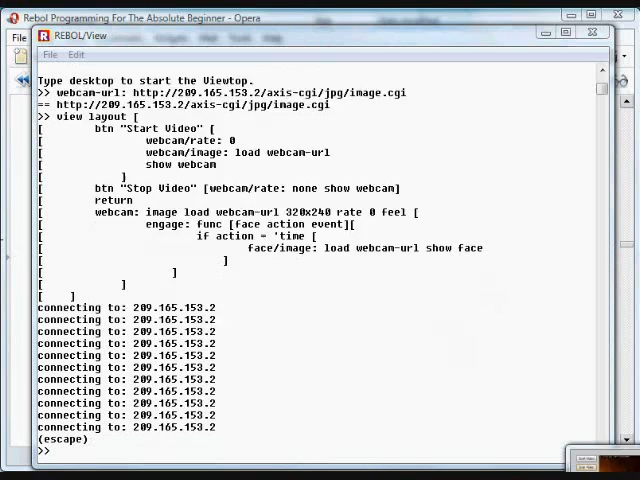 Rebol Programming For The Absolute Beginner - Opera
File
REBOL/View
File Edit
Type desktop to start the Viewtop.
>> webcam-url: http://209.165.153.2/axis-cgi/jpg/image.cgi
== http://209.165.153.2/axis-cgi/jpg/image.cgi
>> view layout [
[ btn "Start Video" [
[ webcam/rate: 0
[ webcam/image: load webcam-url
[ show webcam
[ ]
[ btn "Stop Video" [webcam/rate: none show webcam]
[ return
[ webcam: image load webcam-url 320x240 rate 0 feel [
[ engage: func [face action event][
[ if action = 'time [
[ face/image: load webcam-url show face
[ ]
[ ]
[ ]
[ ]
connecting to: 209.165.153.2
connecting to: 209.165.153.2
connecting to: 209.165.153.2
connecting to: 209.165.153.2
connecting to: 209.165.153.2
connecting to: 209.165.153.2
connecting to: 209.165.153.2
connecting to: 209.165.153.2
connecting to: 209.165.153.2
connecting to: 209.165.153.2
connecting to: 209.165.153.2
(escape)
>>